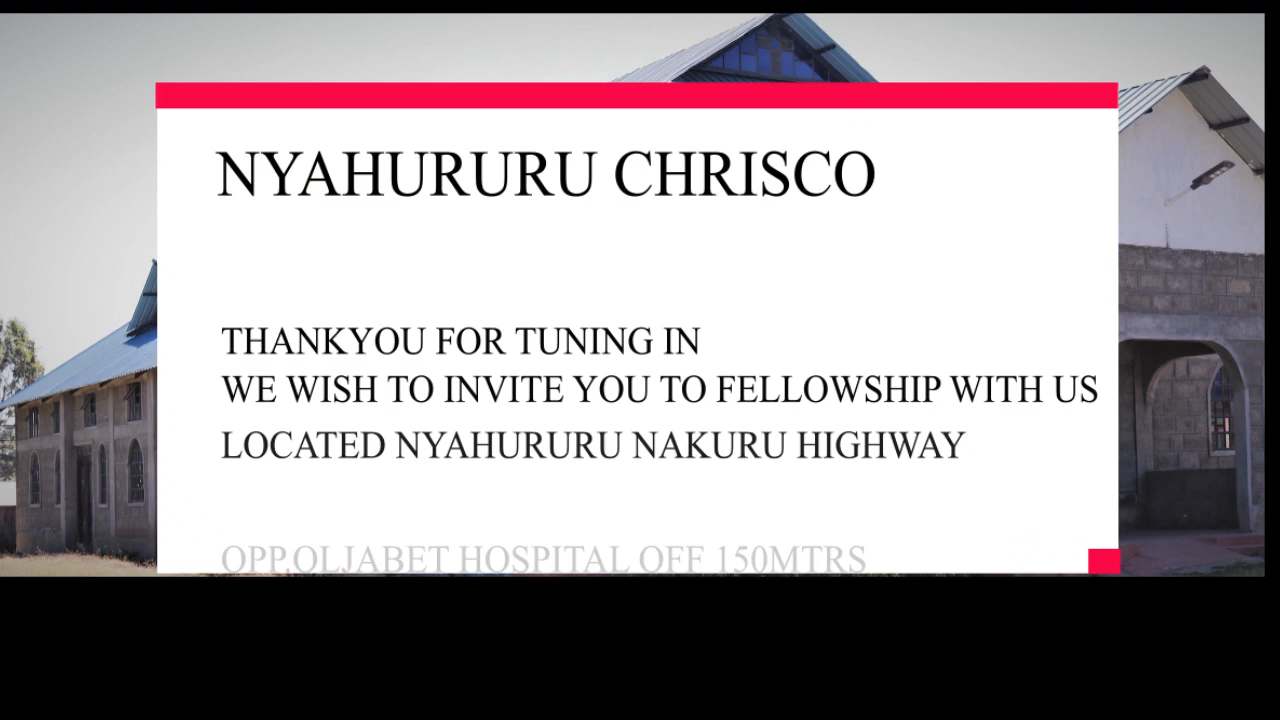 NYAHURURU CHRISCO
THANKYOU FOR TUNING IN
WE WISH TO INVITE YOU TO FELLOWSHIP WITH US
LOCATED NYAHURURU NAKURU HIGHWAY
OPP.OLJABET HOSPITAL OFF 150MTRS